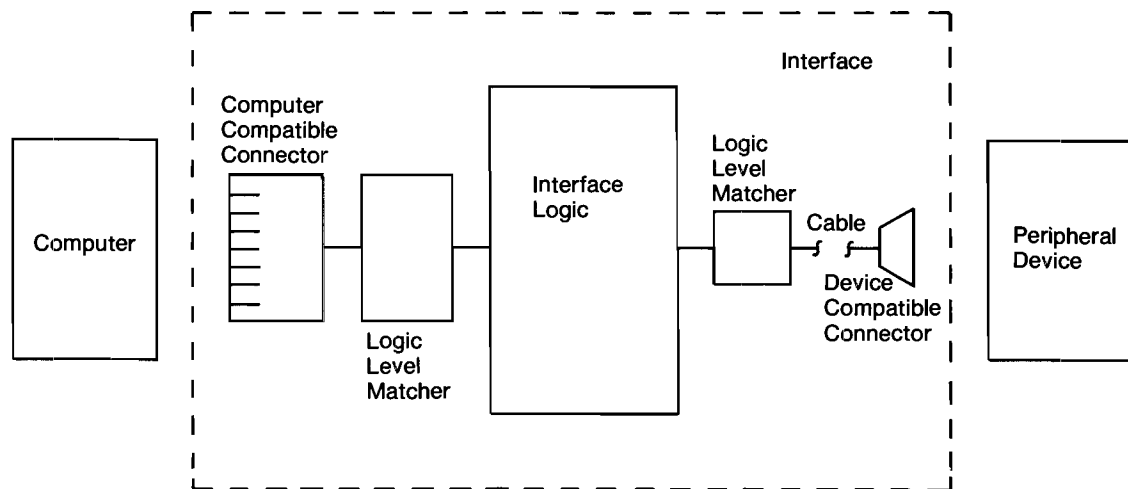 Interface
Computer
Compatible
Connector
Computer
Logic
Level
Matcher
Interface
Logic
Logic
Level
Matcher
Cable
Device
Compatible
Connector
Peripheral
Device